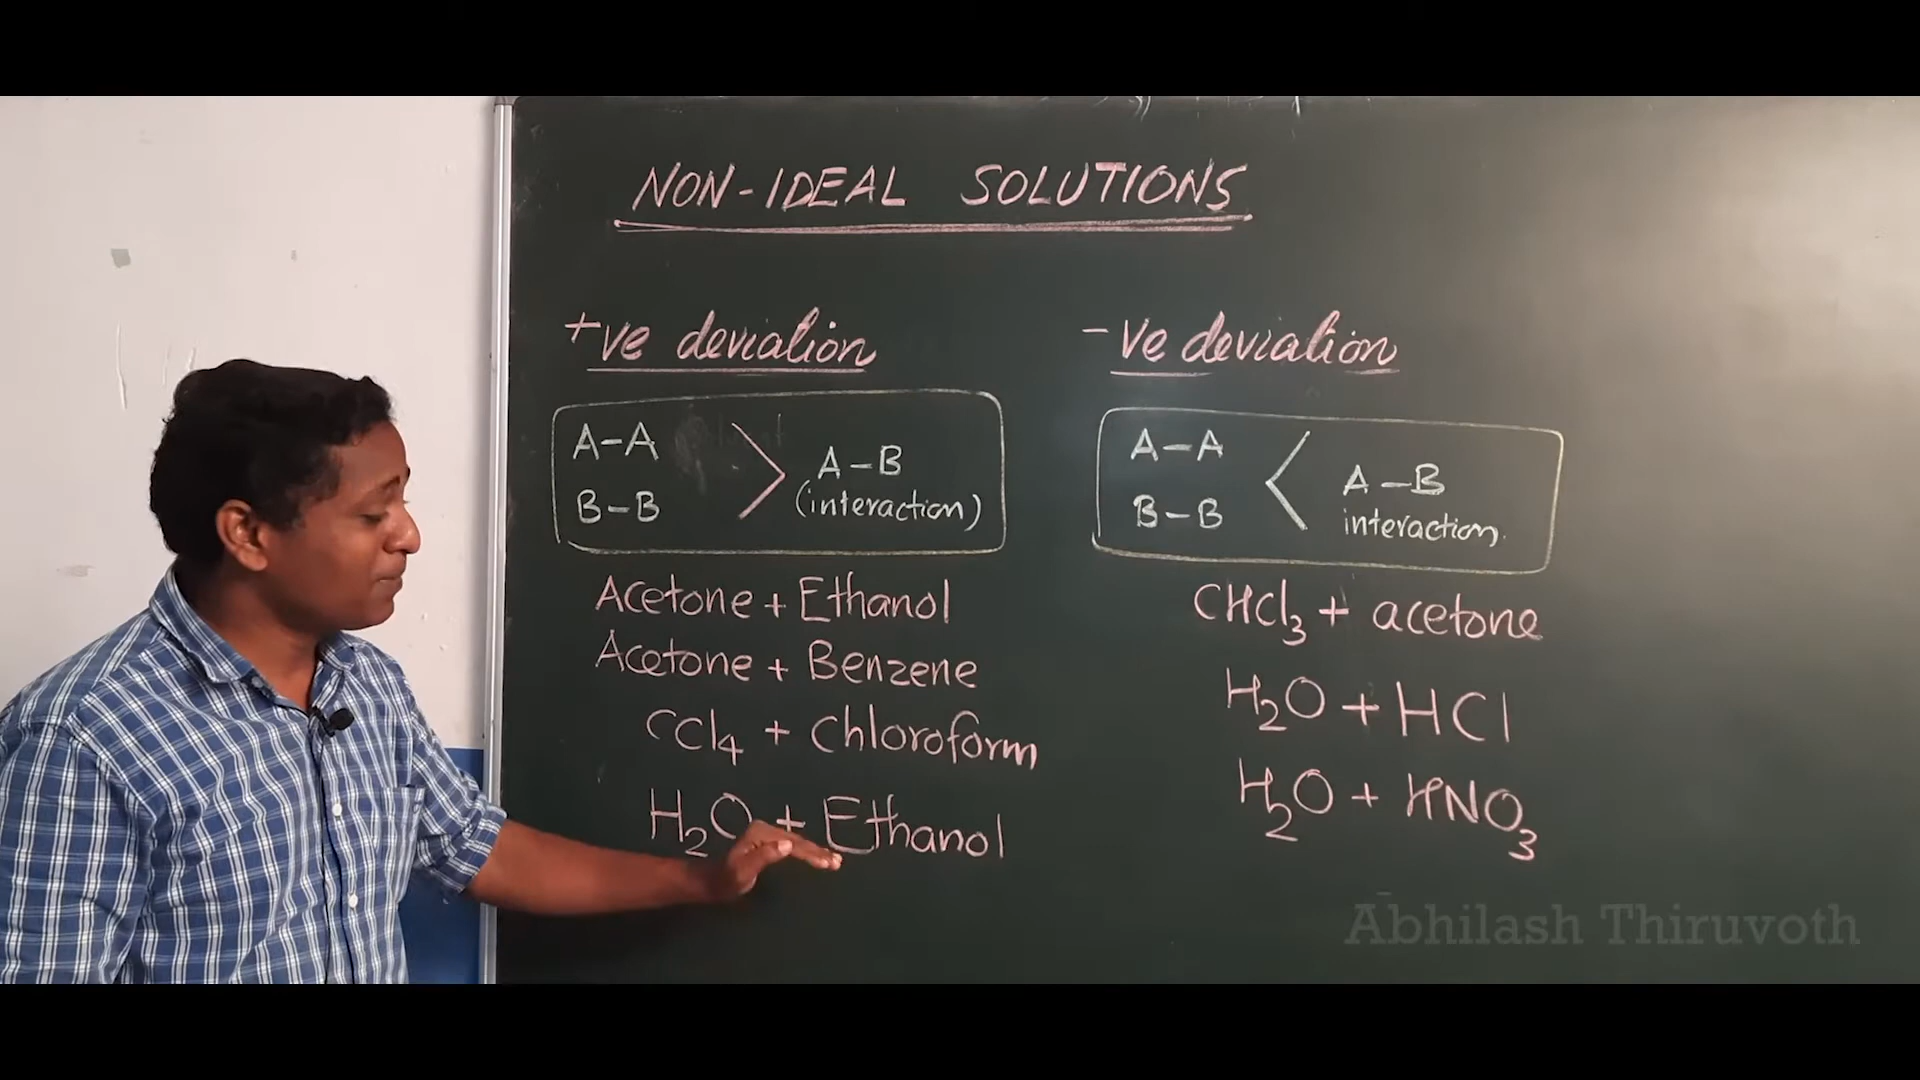 NON-IDEAL SOLUTIONS
+ve deviation
A-A
B-B
A-B
(interaction)
Acetone + Ethanol
Acetone + Benzene
CCl4 + Chloroform
H2O + Ethanol
-ve deviation
A-A
B-B
A-B
interaction.
CHCl3 + acetone
H2O + HCl
H2O + HNO3
Abhilash Thiruvoth